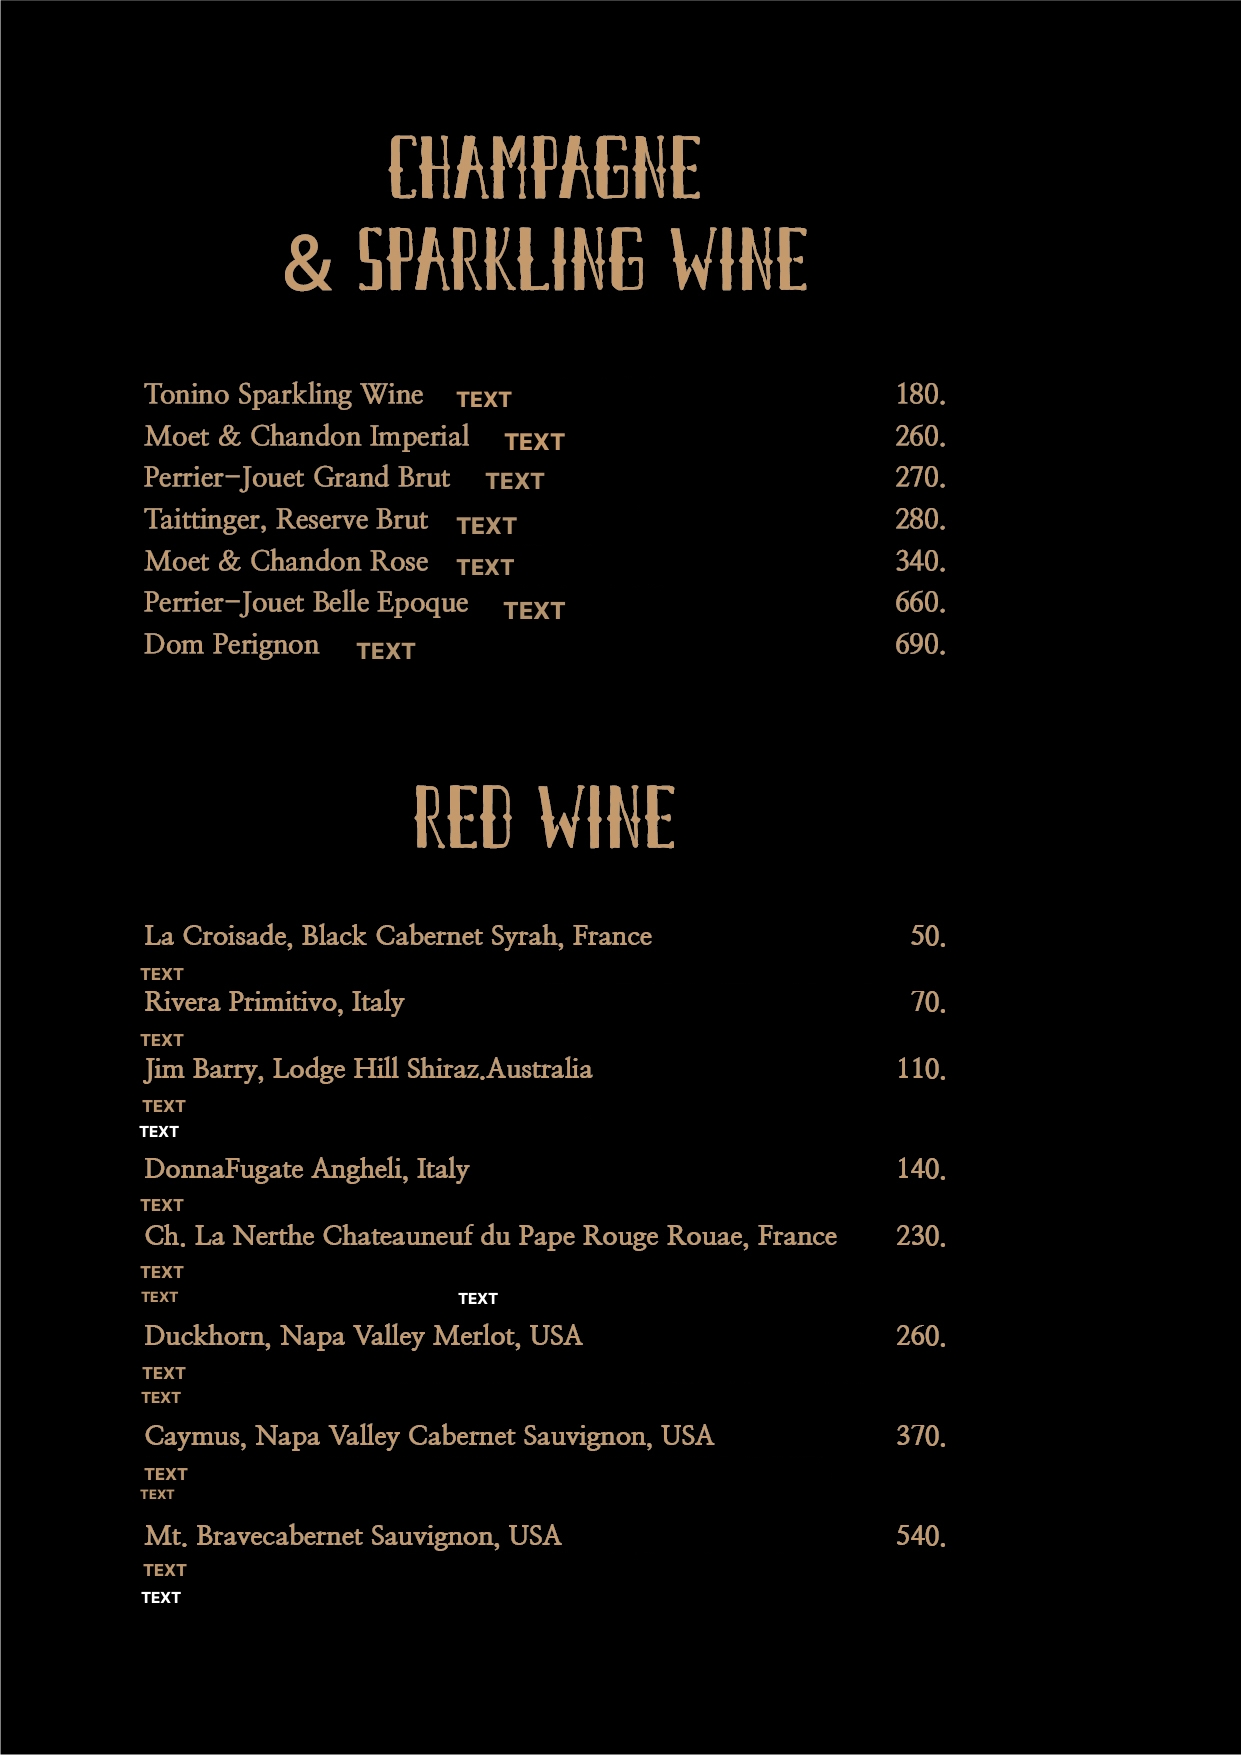 CHAMPAGNE
& SPARKLING WINE
Tonino Sparkling Wine TEXT 180.
Moet & Chandon Imperial TEXT 260.
Perrier-Jouet Grand Brut TEXT 270.
Taittinger, Reserve Brut TEXT 280.
Moet & Chandon Rose TEXT 340.
Perrier-Jouet Belle Epoque TEXT 660.
Dom Perignon TEXT 690.
RED WINE
La Croisade, Black Cabernet Syrah, France 50.
TEXT
Rivera Primitivo, Italy 70.
TEXT
Jim Barry, Lodge Hill Shiraz.Australia 110.
TEXT
TEXT
DonnaFugate Angheli, Italy 140.
TEXT
Ch. La Nerthe Chateauneuf du Pape Rouge Rouae, France 230.
TEXT
TEXT TEXT
Duckhorn, Napa Valley Merlot, USA 260.
TEXT
TEXT
Caymus, Napa Valley Cabernet Sauvignon, USA 370.
TEXT
TEXT
Mt. Bravecabernet Sauvignon, USA 540.
TEXT
TEXT